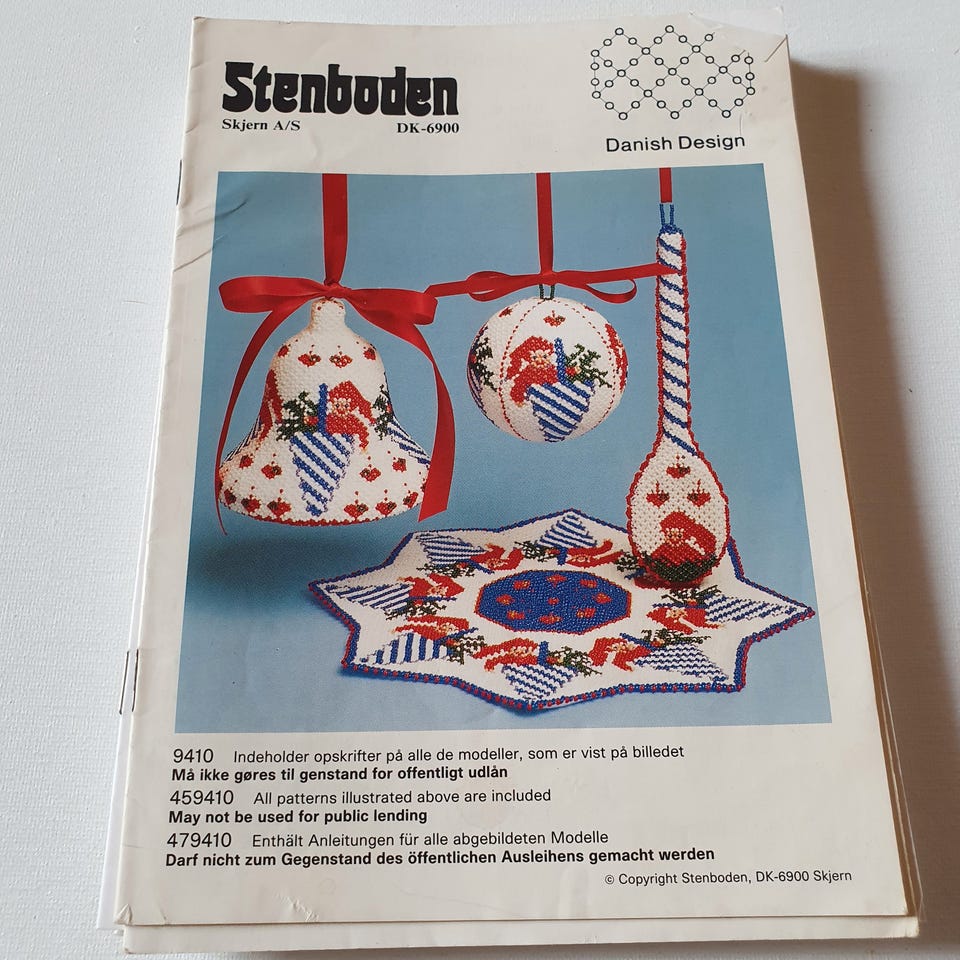 Stenboden
Skjern A/S DK-6900
Danish Design
9410 Indeholder opskrifter på alle de modeller, som er vist på billedet
Må ikke gøres til genstand for offentligt udlån
459410 All patterns illustrated above are included
May not be used for public lending
479410 Enthält Anleitungen für alle abgebildeten Modelle
Darf nicht zum Gegenstand des öffentlichen Ausleihens gemacht werden
© Copyright Stenboden, DK-6900 Skjern